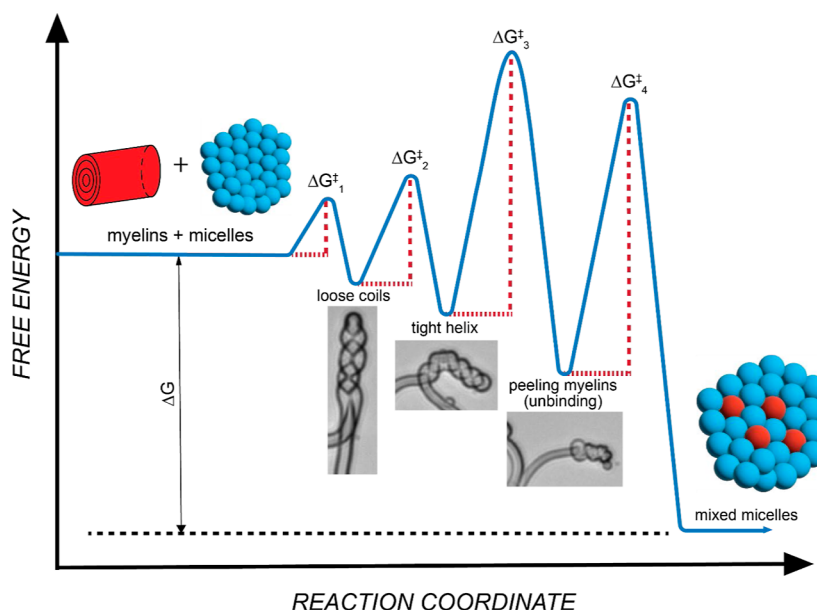 FREE ENERGY
ΔG‡1
ΔG‡2
ΔG‡3
ΔG‡4
+
myelins + micelles
loose coils
tight helix
peeling myelins
(unbinding)
ΔG
mixed micelles
REACTION COORDINATE